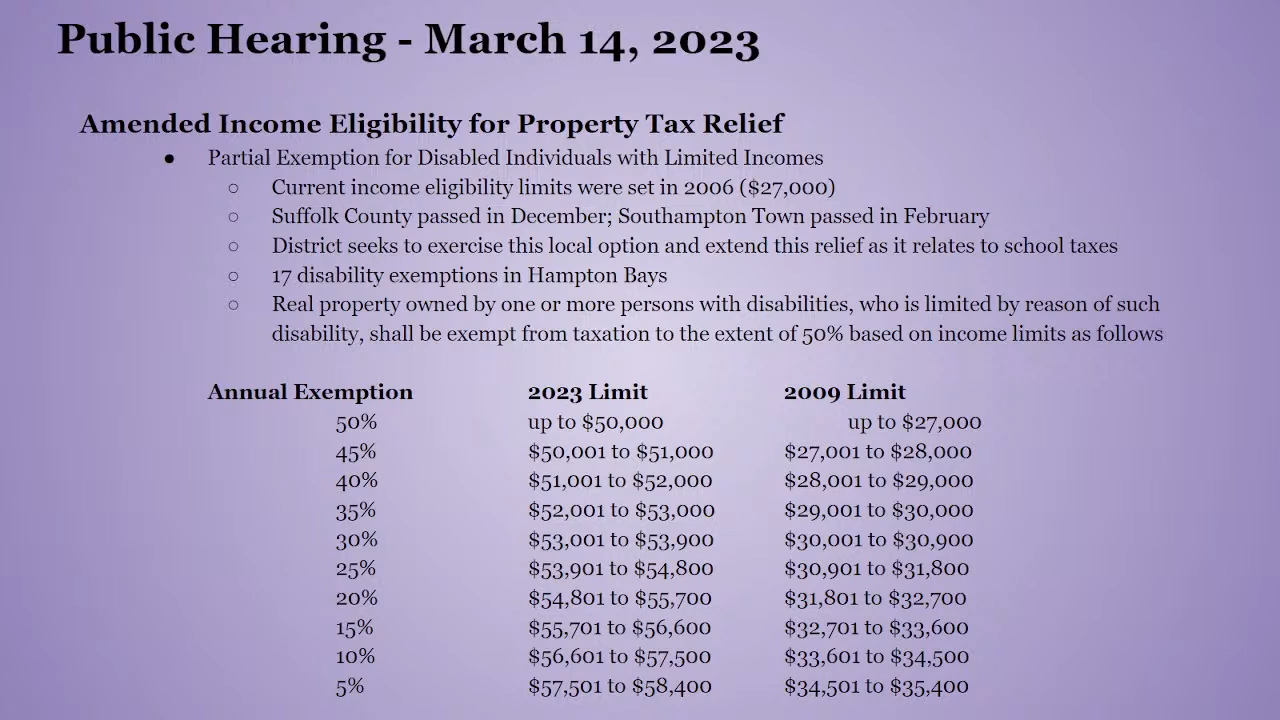 Public Hearing - March 14, 2023
Amended Income Eligibility for Property Tax Relief
● Partial Exemption for Disabled Individuals with Limited Incomes
○ Current income eligibility limits were set in 2006 ($27,000)
○ Suffolk County passed in December; Southampton Town passed in February
○ District seeks to exercise this local option and extend this relief as it relates to school taxes
○ 17 disability exemptions in Hampton Bays
○ Real property owned by one or more persons with disabilities, who is limited by reason of such
disability, shall be exempt from taxation to the extent of 50% based on income limits as follows
Annual Exemption 2023 Limit 2009 Limit
50% up to $50,000 up to $27,000
45% $50,001 to $51,000 $27,001 to $28,000
40% $51,001 to $52,000 $28,001 to $29,000
35% $52,001 to $53,000 $29,001 to $30,000
30% $53,001 to $53,900 $30,001 to $30,900
25% $53,901 to $54,800 $30,901 to $31,800
20% $54,801 to $55,700 $31,801 to $32,700
15% $55,701 to $56,600 $32,701 to $33,600
10% $56,601 to $57,500 $33,601 to $34,500
5% $57,501 to $58,400 $34,501 to $35,400